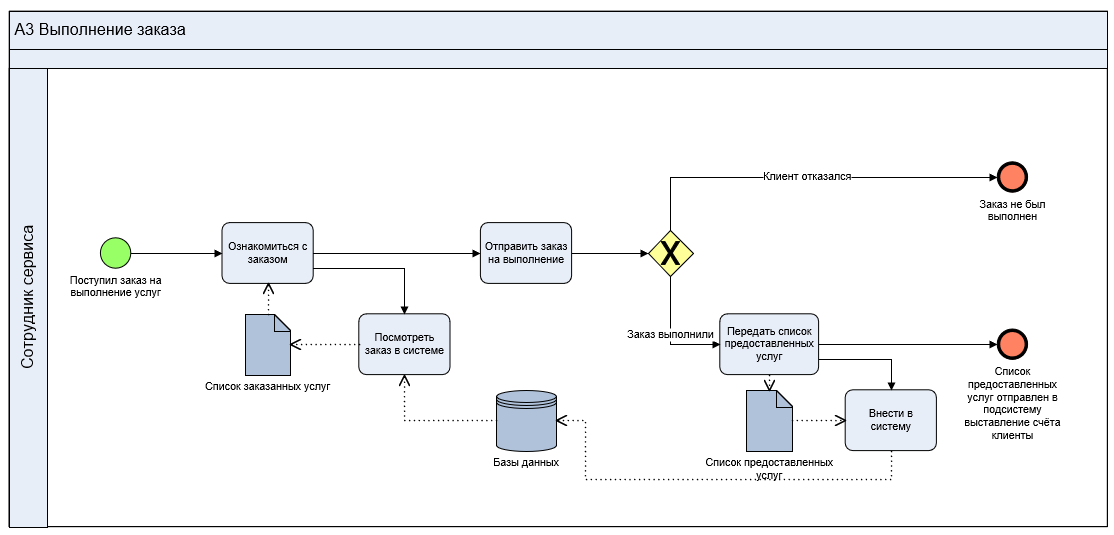 A3 Выполнение заказа
Сотрудник сервиса
Клиент отказался
Заказ не был
выполнен
Поступил заказ на
выполнение услуг
Ознакомиться с
заказом
Отправить заказ
на выполнение
X
Список заказанных услуг
Посмотреть
заказ в системе
Базы данных
Заказ выполнили
Передать список
предоставленных
услуг
Список предоставленных
услуг
Внести в
систему
Список
предоставленных
услуг отправлен в
подсистему
выставление счёта
клиенты